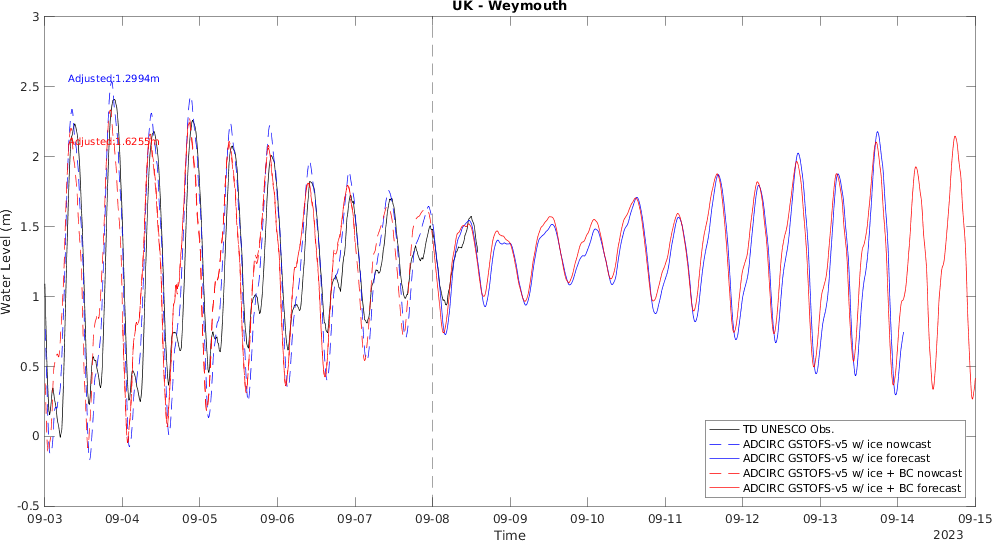 UK - Weymouth
3
2.5
2
1.5
1
0.5
0
-0.5
Water Level (m)
Adjusted:1.2994m
Adjusted:1.6255m
TD UNESCO Obs.
ADCIRC GSTOFS-v5 w/ ice nowcast
ADCIRC GSTOFS-v5 w/ ice forecast
ADCIRC GSTOFS-v5 w/ ice + BC nowcast
ADCIRC GSTOFS-v5 w/ ice + BC forecast
09-03 09-04 09-05 09-06 09-07 09-08 09-09 09-10 09-11 09-12 09-13 09-14 09-15
Time
2023